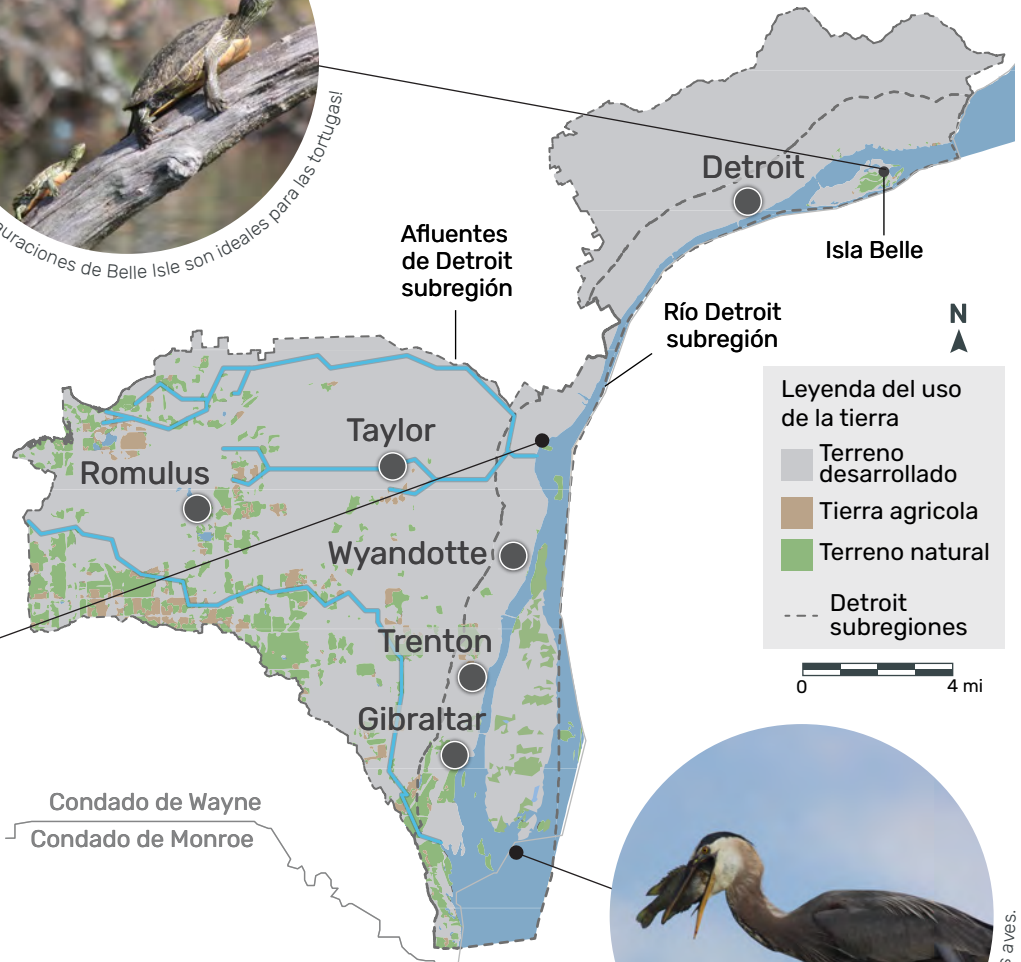 de Belle Isle son ideales para las tortugas!
Detroit
Isla Belle
Afluentes
de Detroit
subregión
Río Detroit
subregión
N
Leyenda del uso
de la tierra
Terreno
desarrollado
Tierra agricola
Terreno natural
Detroit
subregiones
0
4 mi
Taylor
Romulus
Wyandotte
Trenton
Gibraltar
Condado de Wayne
Condado de Monroe
aves.